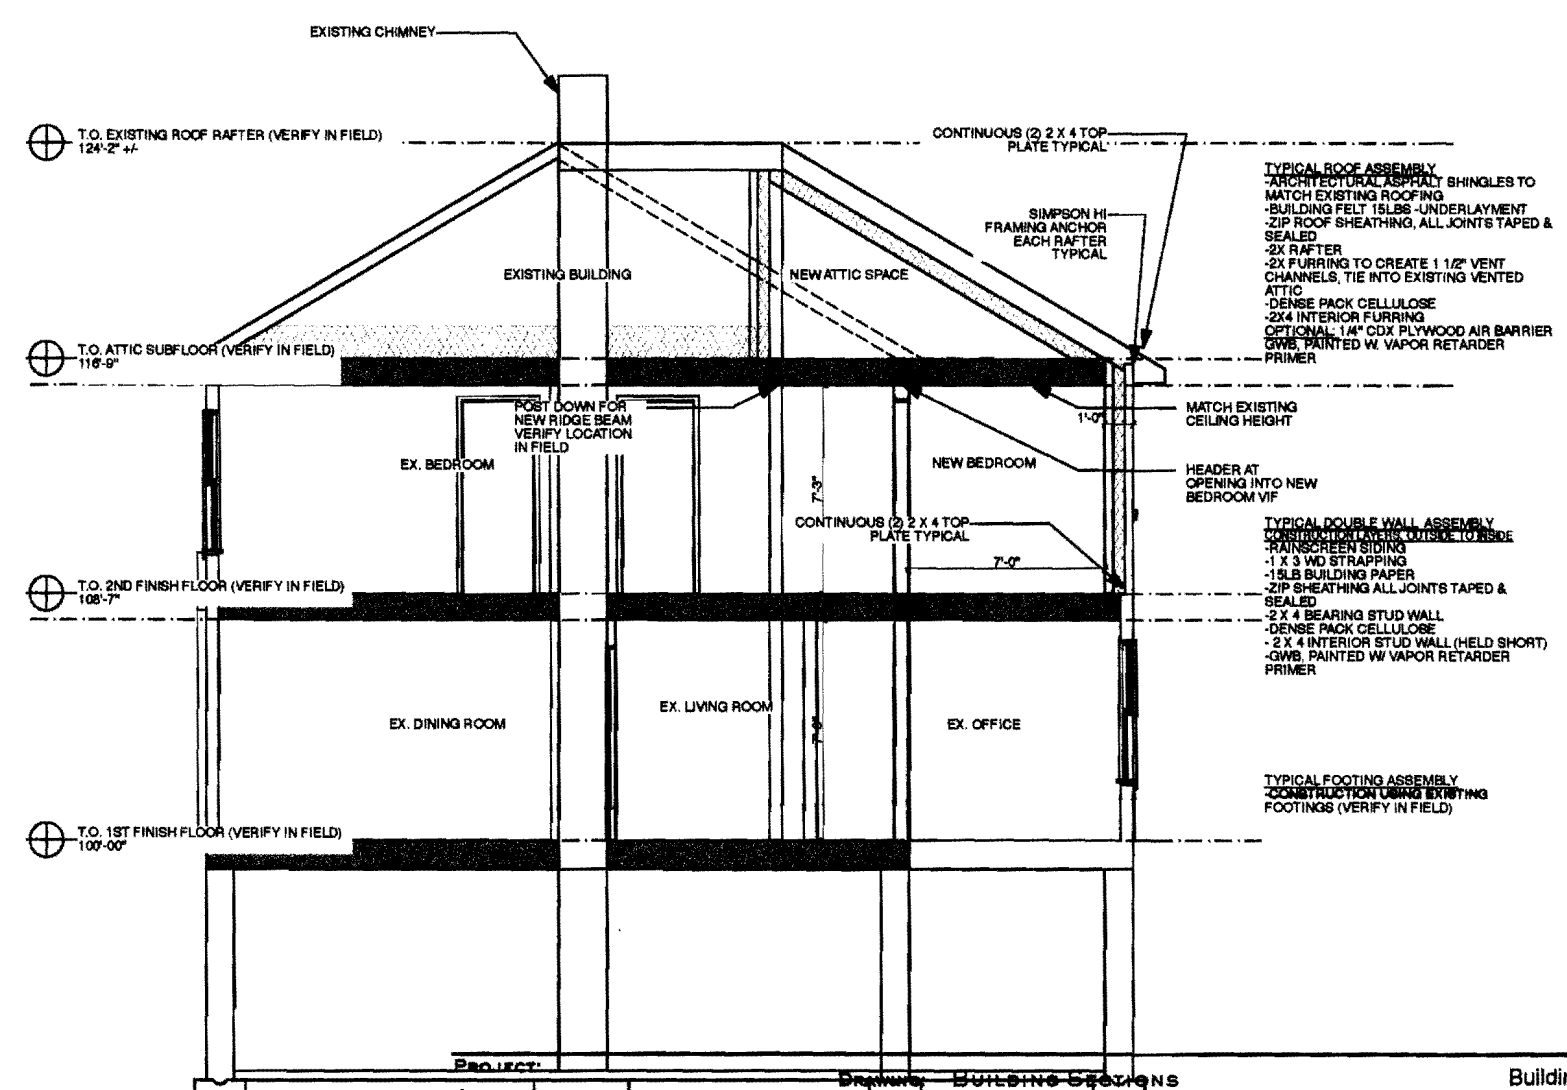 EXISTING CHIMNEY
T.O. EXISTING ROOF RAFTER (VERIFY IN FIELD)
124'-2" +/-
CONTINUOUS (2) 2 X 4 TOP
PLATE TYPICAL
TYPICAL ROOF ASSEMBLY
-ARCHITECTURAL ASPHALT SHINGLES TO
MATCH EXISTING ROOFING
-BUILDING FELT 15LBS -UNDERLAYMENT
-ZIP ROOF SHEATHING, ALL JOINTS TAPED &
SEALED
-2X RAFTER
-2X FURRING TO CREATE 1 1/2" VENT
CHANNELS, TIE INTO EXISTING VENTED
ATTIC
-DENSE PACK CELLULOSE
-2X4 INTERIOR FURRING
OPTIONAL: 1/4" CDX PLYWOOD AIR BARRIER
GWB, PAINTED W. VAPOR RETARDER
PRIMER
SIMPSON HI
FRAMING ANCHOR
EACH RAFTER
TYPICAL
EXISTING BUILDING
NEW ATTIC SPACE
T.O. ATTIC SUBFLOOR (VERIFY IN FIELD)
116'-9"
POST DOWN FOR
NEW RIDGE BEAM
VERIFY LOCATION
IN FIELD
1'-0"
MATCH EXISTING
CEILING HEIGHT
EX. BEDROOM
NEW BEDROOM
HEADER AT
OPENING INTO NEW
BEDROOM VIF
7'-3"
CONTINUOUS (2) 2 X 4 TOP
PLATE TYPICAL
7'-0"
TYPICAL DOUBLE WALL ASSEMBLY
CONSTRUCTION LAYERS, OUTSIDE TO INSIDE
-RAINSCREEN SIDING
-1 X 3 WD STRAPPING
-15LB BUILDING PAPER
-ZIP SHEATHING ALL JOINTS TAPED &
SEALED
-2 X 4 BEARING STUD WALL
-DENSE PACK CELLULOSE
- 2 X 4 INTERIOR STUD WALL (HELD SHORT)
-GWB, PAINTED W/ VAPOR RETARDER
PRIMER
T.O. 2ND FINISH FLOOR (VERIFY IN FIELD)
108'-7"
EX. DINING ROOM
EX. LIVING ROOM
EX. OFFICE
TYPICAL FOOTING ASSEMBLY
-CONSTRUCTION USING EXISTING
FOOTINGS (VERIFY IN FIELD)
T.O. 1ST FINISH FLOOR (VERIFY IN FIELD)
100'-00"
PROJECT:
DRAWING: BUILDING SECTIONS
Buildin